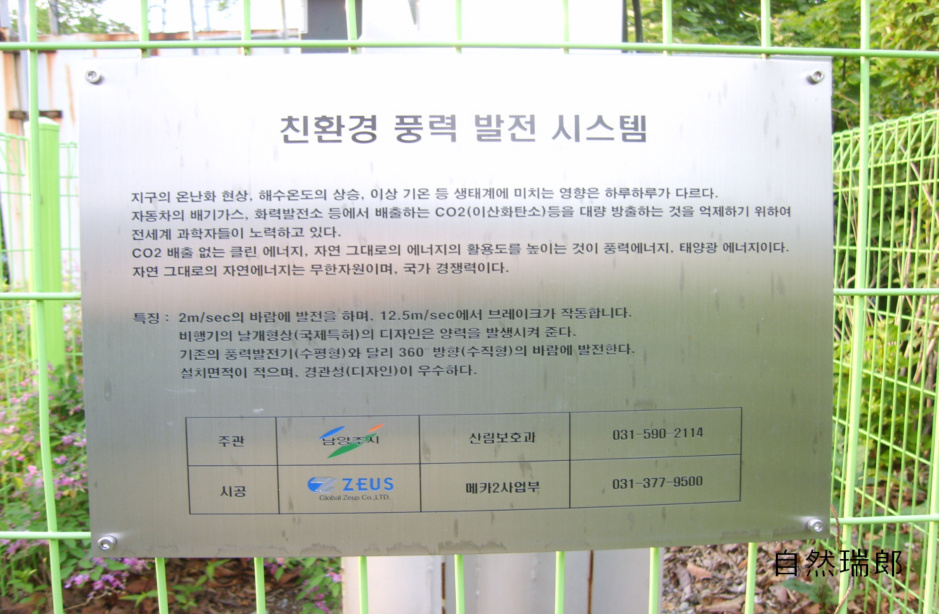 친환경 풍력 발전 시스템
지구의 온난화 현상, 해수온도의 상승, 이상 기온 등 생태계에 미치는 영향은 하루하루가 다르다.
자동차의 배기가스, 화력발전소 등에서 배출하는 CO2(이산화탄소)등을 대량 방출하는 것을 억제하기 위하여
전세계 과학자들이 노력하고 있다.
CO2 배출 없는 클린 에너지, 자연 그대로의 에너지의 활용도를 높이는 것이 풍력에너지, 태양광 에너지이다.
자연 그대로의 자연에너지는 무한자원이며, 국가 경쟁력이다.
특징 : 2m/sec의 바람에 발전을 하며, 12.5m/sec에서 브레이크가 작동합니다.
비행기의 날개형상(국제특허)의 디자인은 양력을 발생시켜 준다.
기존의 풍력발전기(수평형)와 달리 360° 방향(수직형)의 바람에 발전한다.
설치면적이 적으며, 경관성(디자인)이 우수하다.
주관 남양주시 산림보호과 031-590-2114
시공 ZEUS Global Zeus Co.,LTD. 메카2사업부 031-377-9500
自然瑞郎